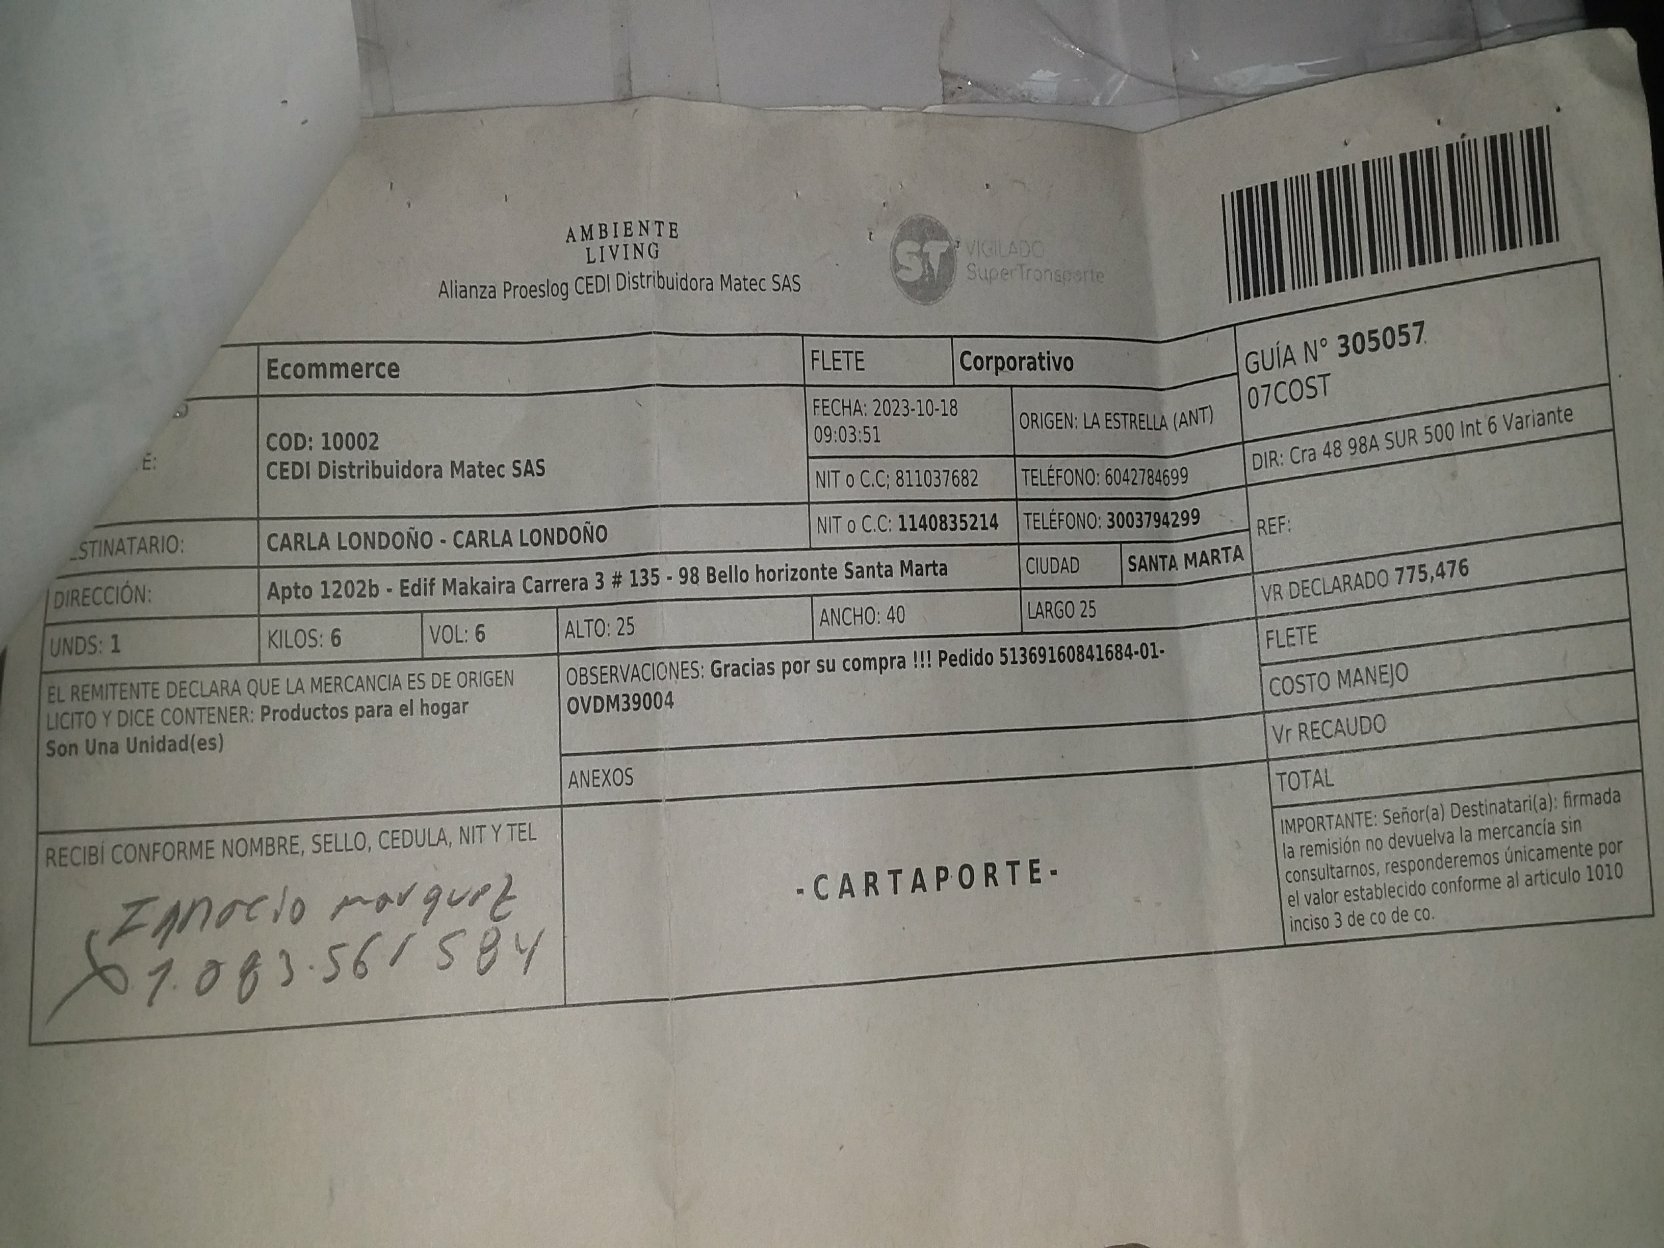 AMBIENTE
LIVING
Alianza Proeslog CEDI Distribuidora Matec SAS
ST VIGILADO
SuperTransporte
Ecommerce
FLETE Corporativo
GUÍA N° 305057
07COST
COD: 10002
CEDI Distribuidora Matec SAS
FECHA: 2023-10-18
09:03:51
ORIGEN: LA ESTRELLA (ANT)
DIR: Cra 48 98A SUR 500 Int 6 Variante
NIT o C.C; 811037682
TELÉFONO: 6042784699
STINATARIO: CARLA LONDOÑO - CARLA LONDOÑO
NIT o C.C: 1140835214
TELÉFONO: 3003794299
REF:
DIRECCIÓN: Apto 1202b - Edif Makaira Carrera 3 # 135 - 98 Bello horizonte Santa Marta
CIUDAD SANTA MARTA
VR DECLARADO 775,476
UNDS: 1 KILOS: 6 VOL: 6 ALTO: 25 ANCHO: 40 LARGO 25
FLETE
EL REMITENTE DECLARA QUE LA MERCANCIA ES DE ORIGEN
LICITO Y DICE CONTENER: Productos para el hogar
Son Una Unidad(es)
OBSERVACIONES: Gracias por su compra !!! Pedido 51369160841684-01-
OVDM39004
COSTO MANEJO
Vr RECAUDO
ANEXOS
TOTAL
RECIBÍ CONFORME NOMBRE, SELLO, CEDULA, NIT Y TEL
Ignacio marquez
1.083.561 584
-CARTAPORTE-
IMPORTANTE: Señor(a) Destinatari(a): firmada
la remisión no devuelva la mercancía sin
consultarnos, responderemos únicamente por
el valor establecido conforme al articulo 1010
inciso 3 de co de co.